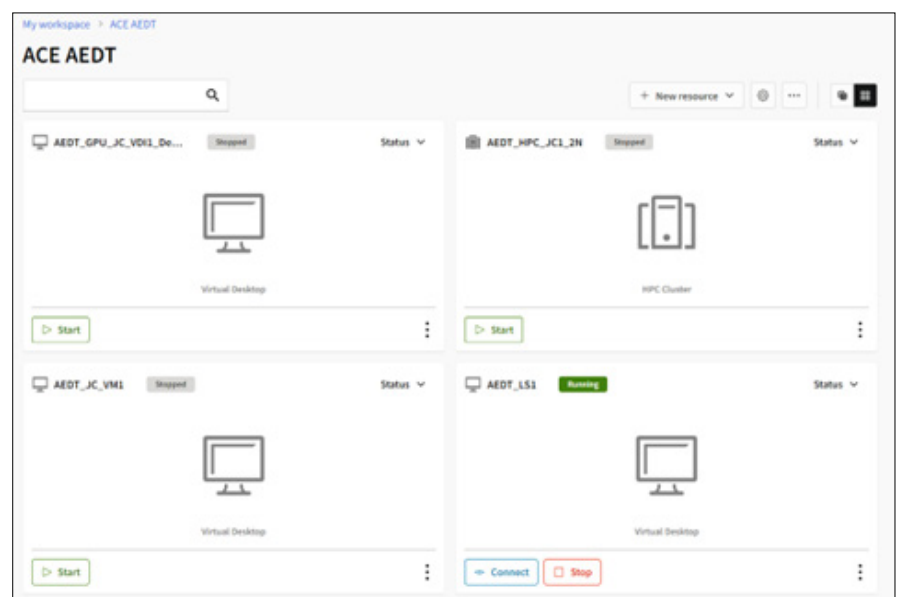 My workspace > ACE AEDT
ACE AEDT
+ New resource
AEDT_GPU_JC_VDI1_De... Stopped Status
Virtual Desktop
Start
AEDT_HPC_JC1_2N Stopped Status
HPC Cluster
Start
AEDT_JC_VM1 Stopped Status
Virtual Desktop
Start
AEDT_LS1 Running Status
Virtual Desktop
Connect Stop